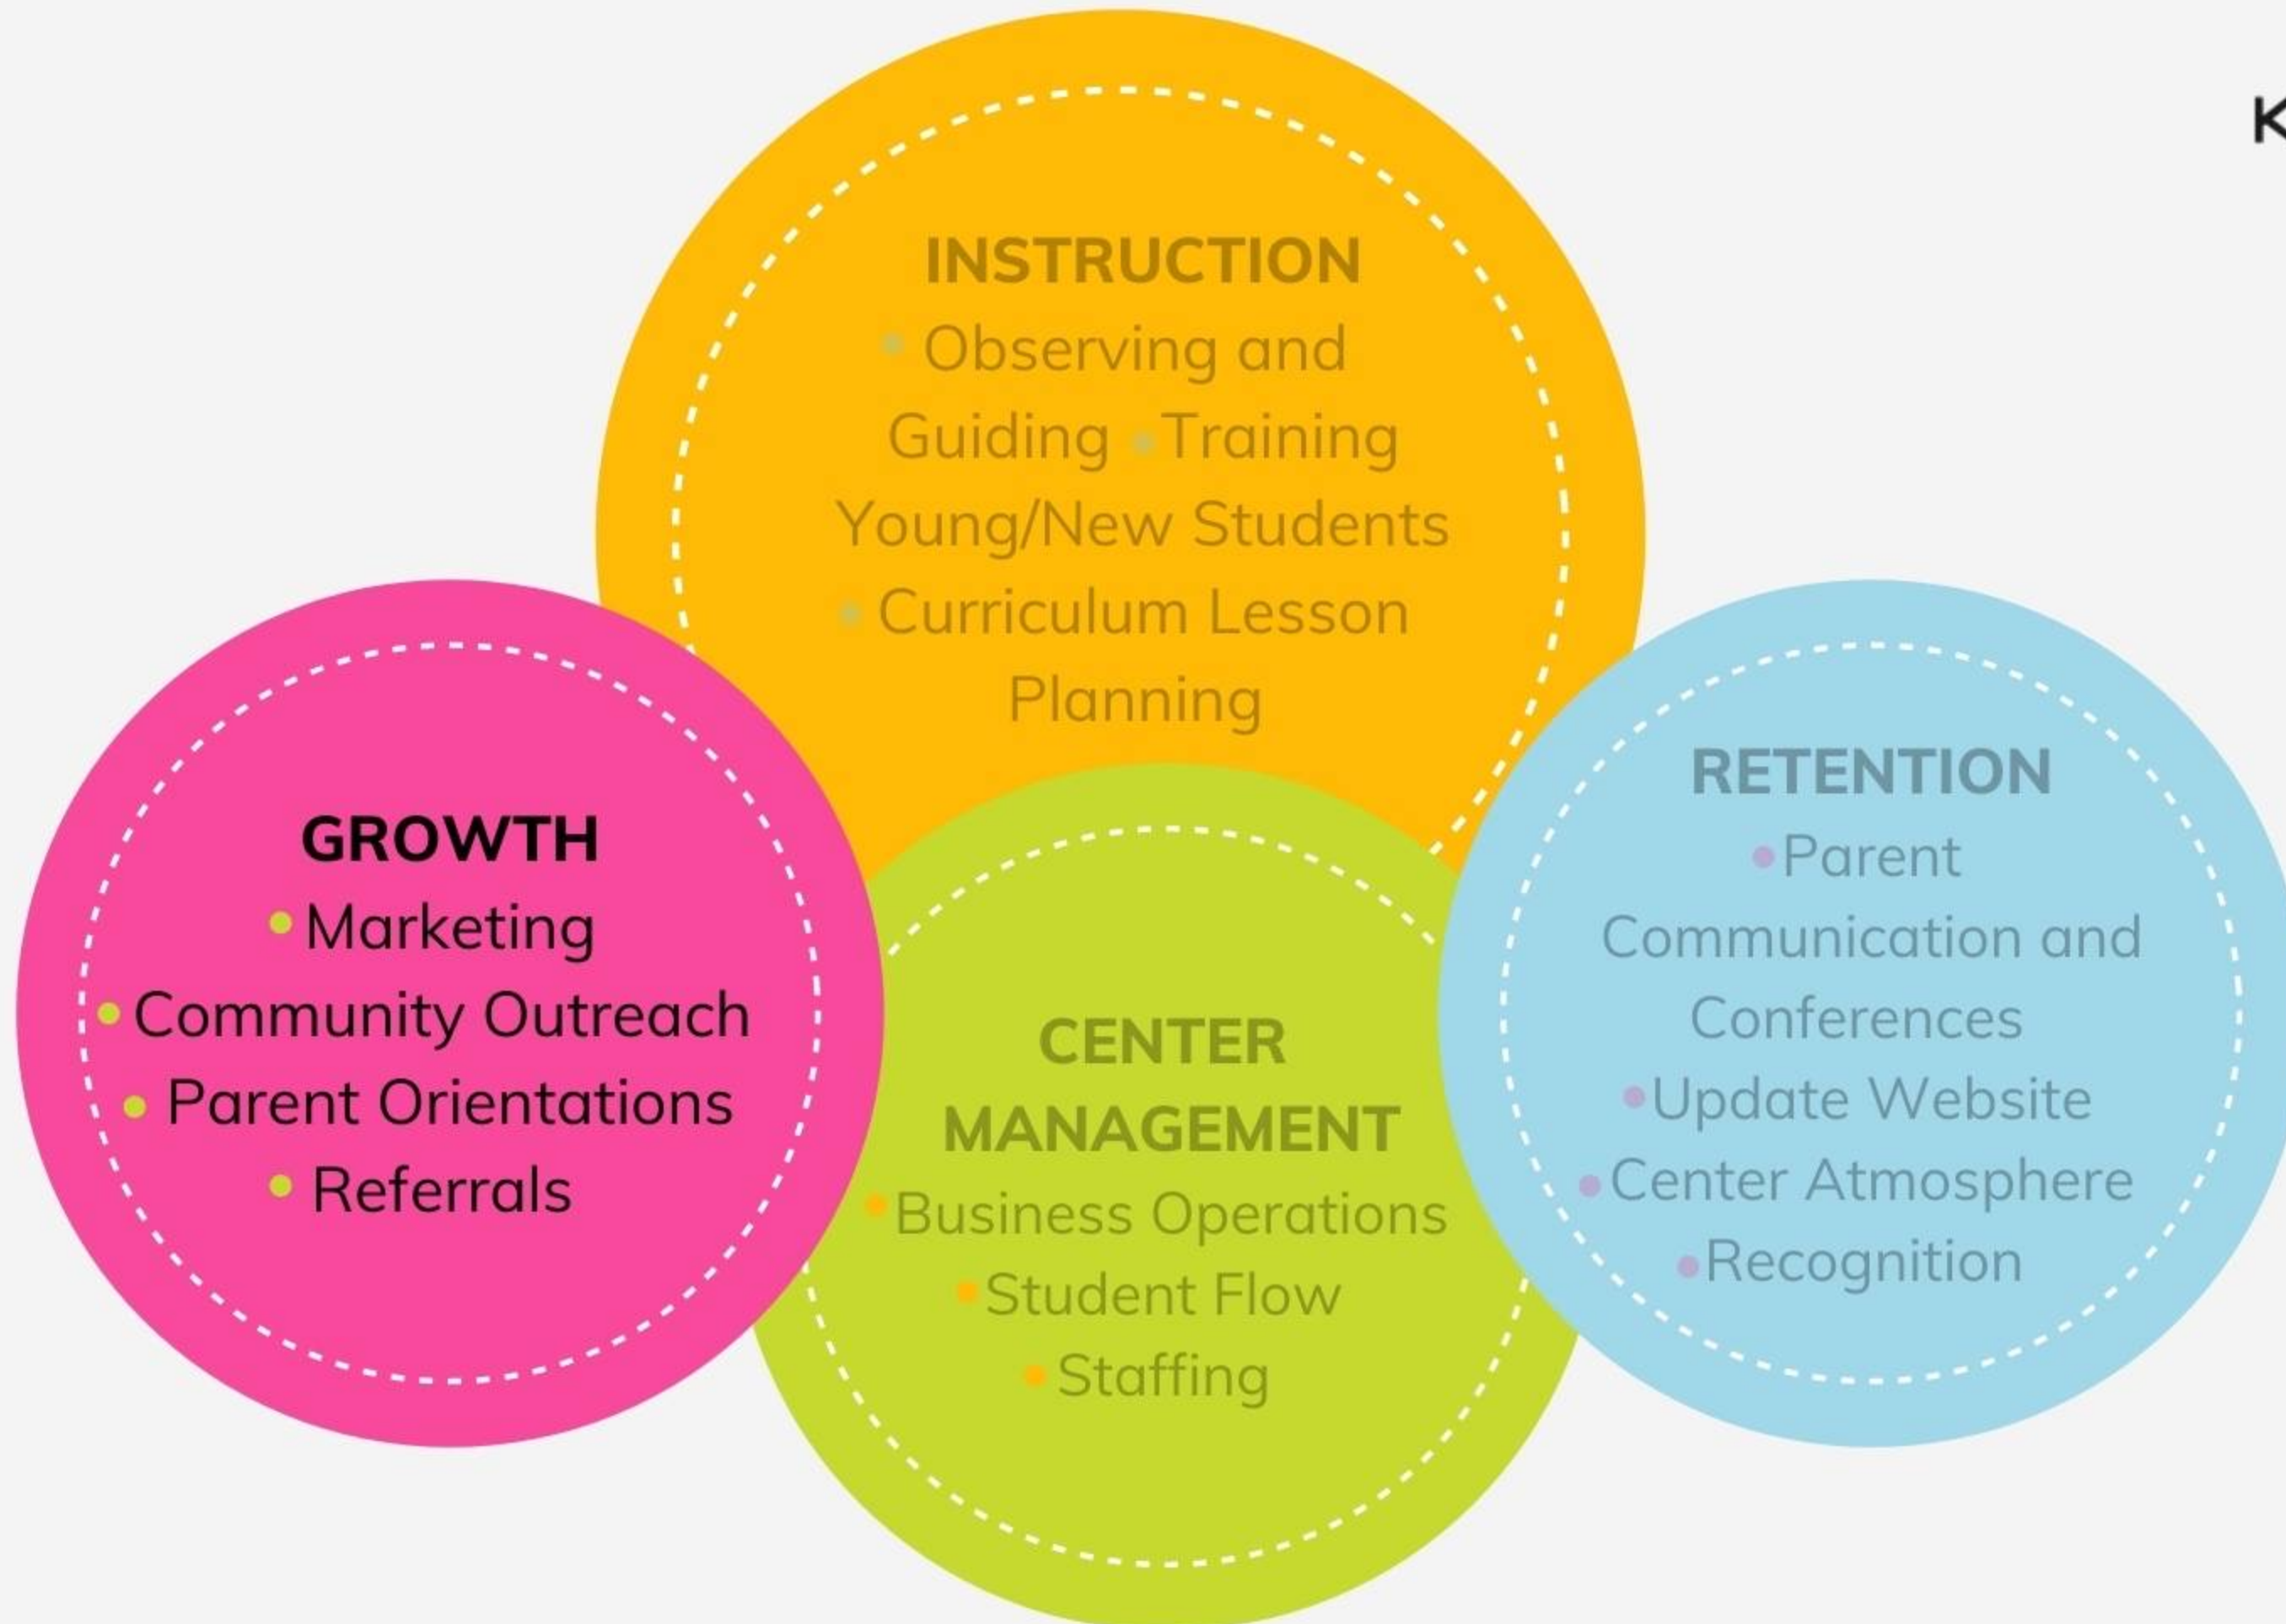 K
INSTRUCTION
• Observing and
Guiding • Training
Young/New Students
• Curriculum Lesson
Planning
GROWTH
• Marketing
• Community Outreach
• Parent Orientations
• Referrals
CENTER
MANAGEMENT
• Business Operations
• Student Flow
• Staffing
RETENTION
• Parent
Communication and
Conferences
• Update Website
• Center Atmosphere
• Recognition